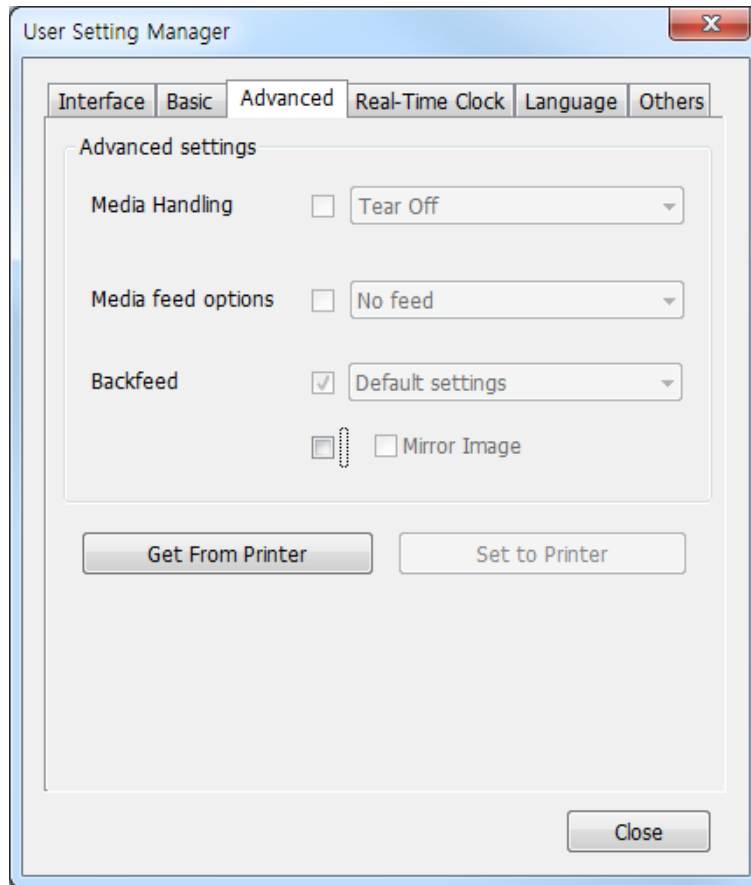 User Setting Manager
Interface Basic Advanced Real-Time Clock Language Others
Advanced settings
Media Handling Tear Off
Media feed options No feed
Backfeed Default settings
Mirror Image
Get From Printer Set to Printer
Close